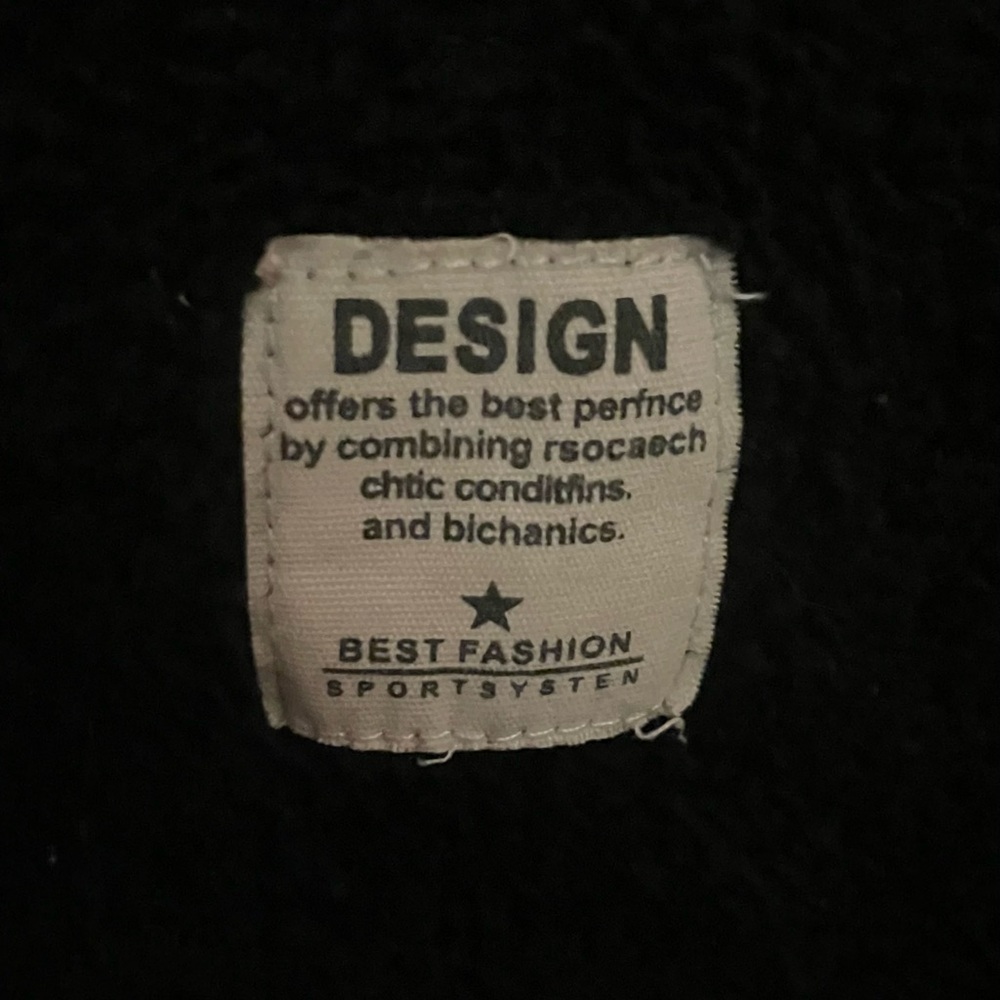 DESIGN
offers the best perfnce
by combining rsocaech
chtic conditfins.
and bichanics.
BEST FASHION
SPORTSYSTEN